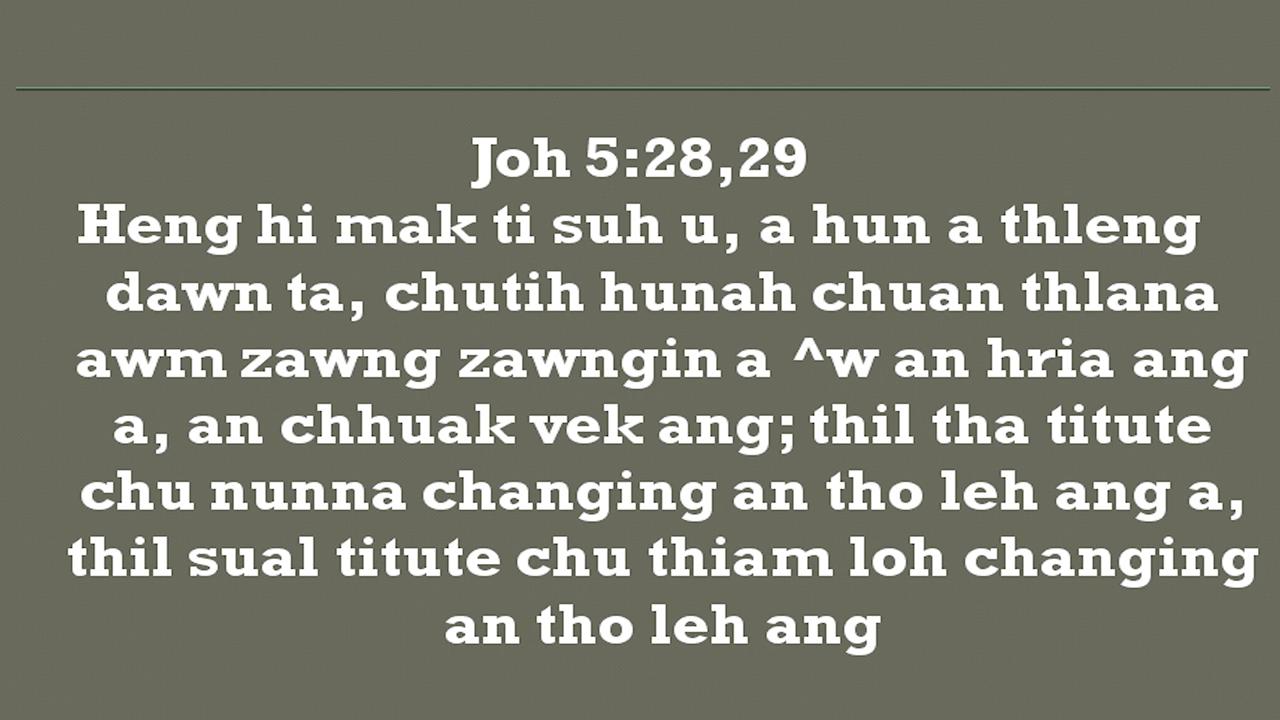 Joh 5:28,29
Heng hi mak ti suh u, a hun a thleng
dawn ta, chutih hunah chuan thlana
awm zawng zawngin a ^w an hria ang
a, an chhuak vek ang; thil tha titute
chu nunna changing an tho leh ang a,
thil sual titute chu thiam loh changing
an tho leh ang